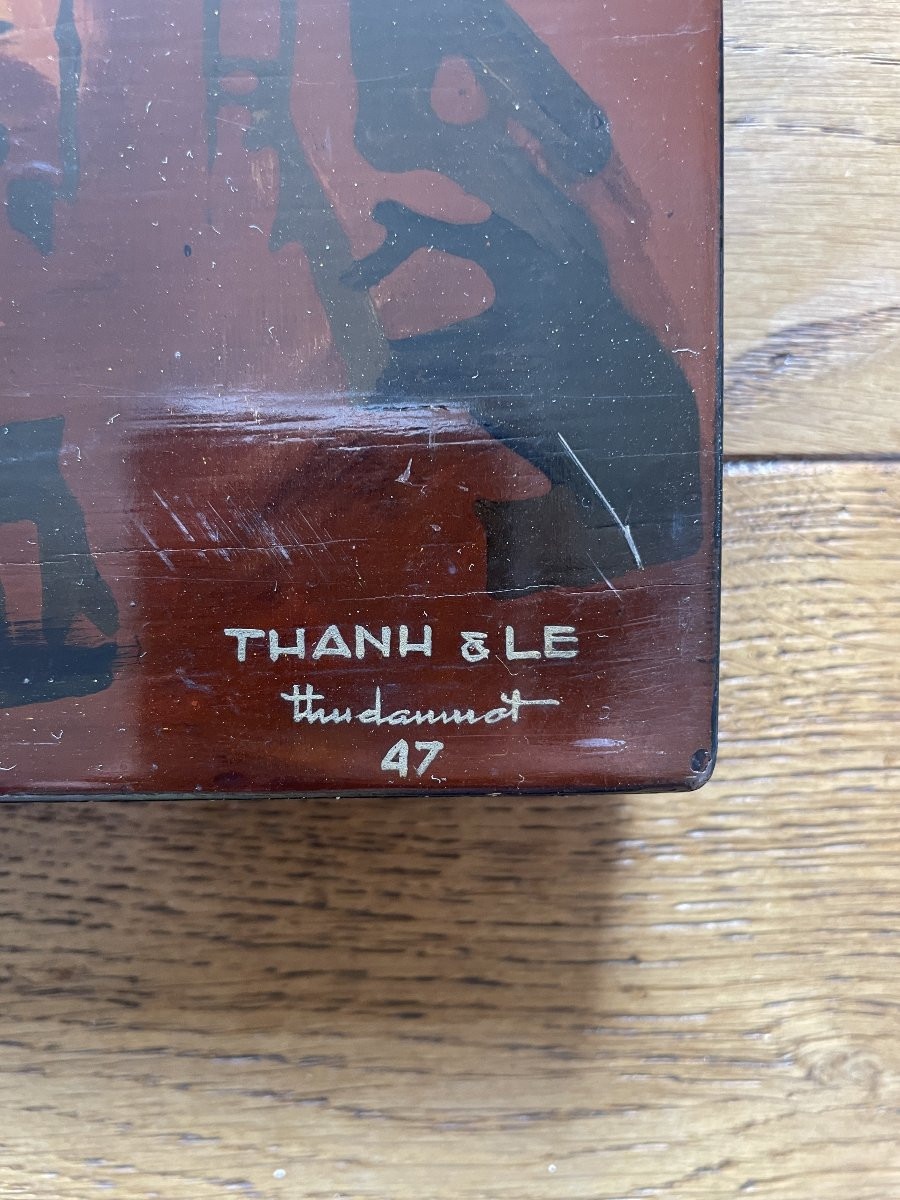 THANH & LE
thudaumot
47